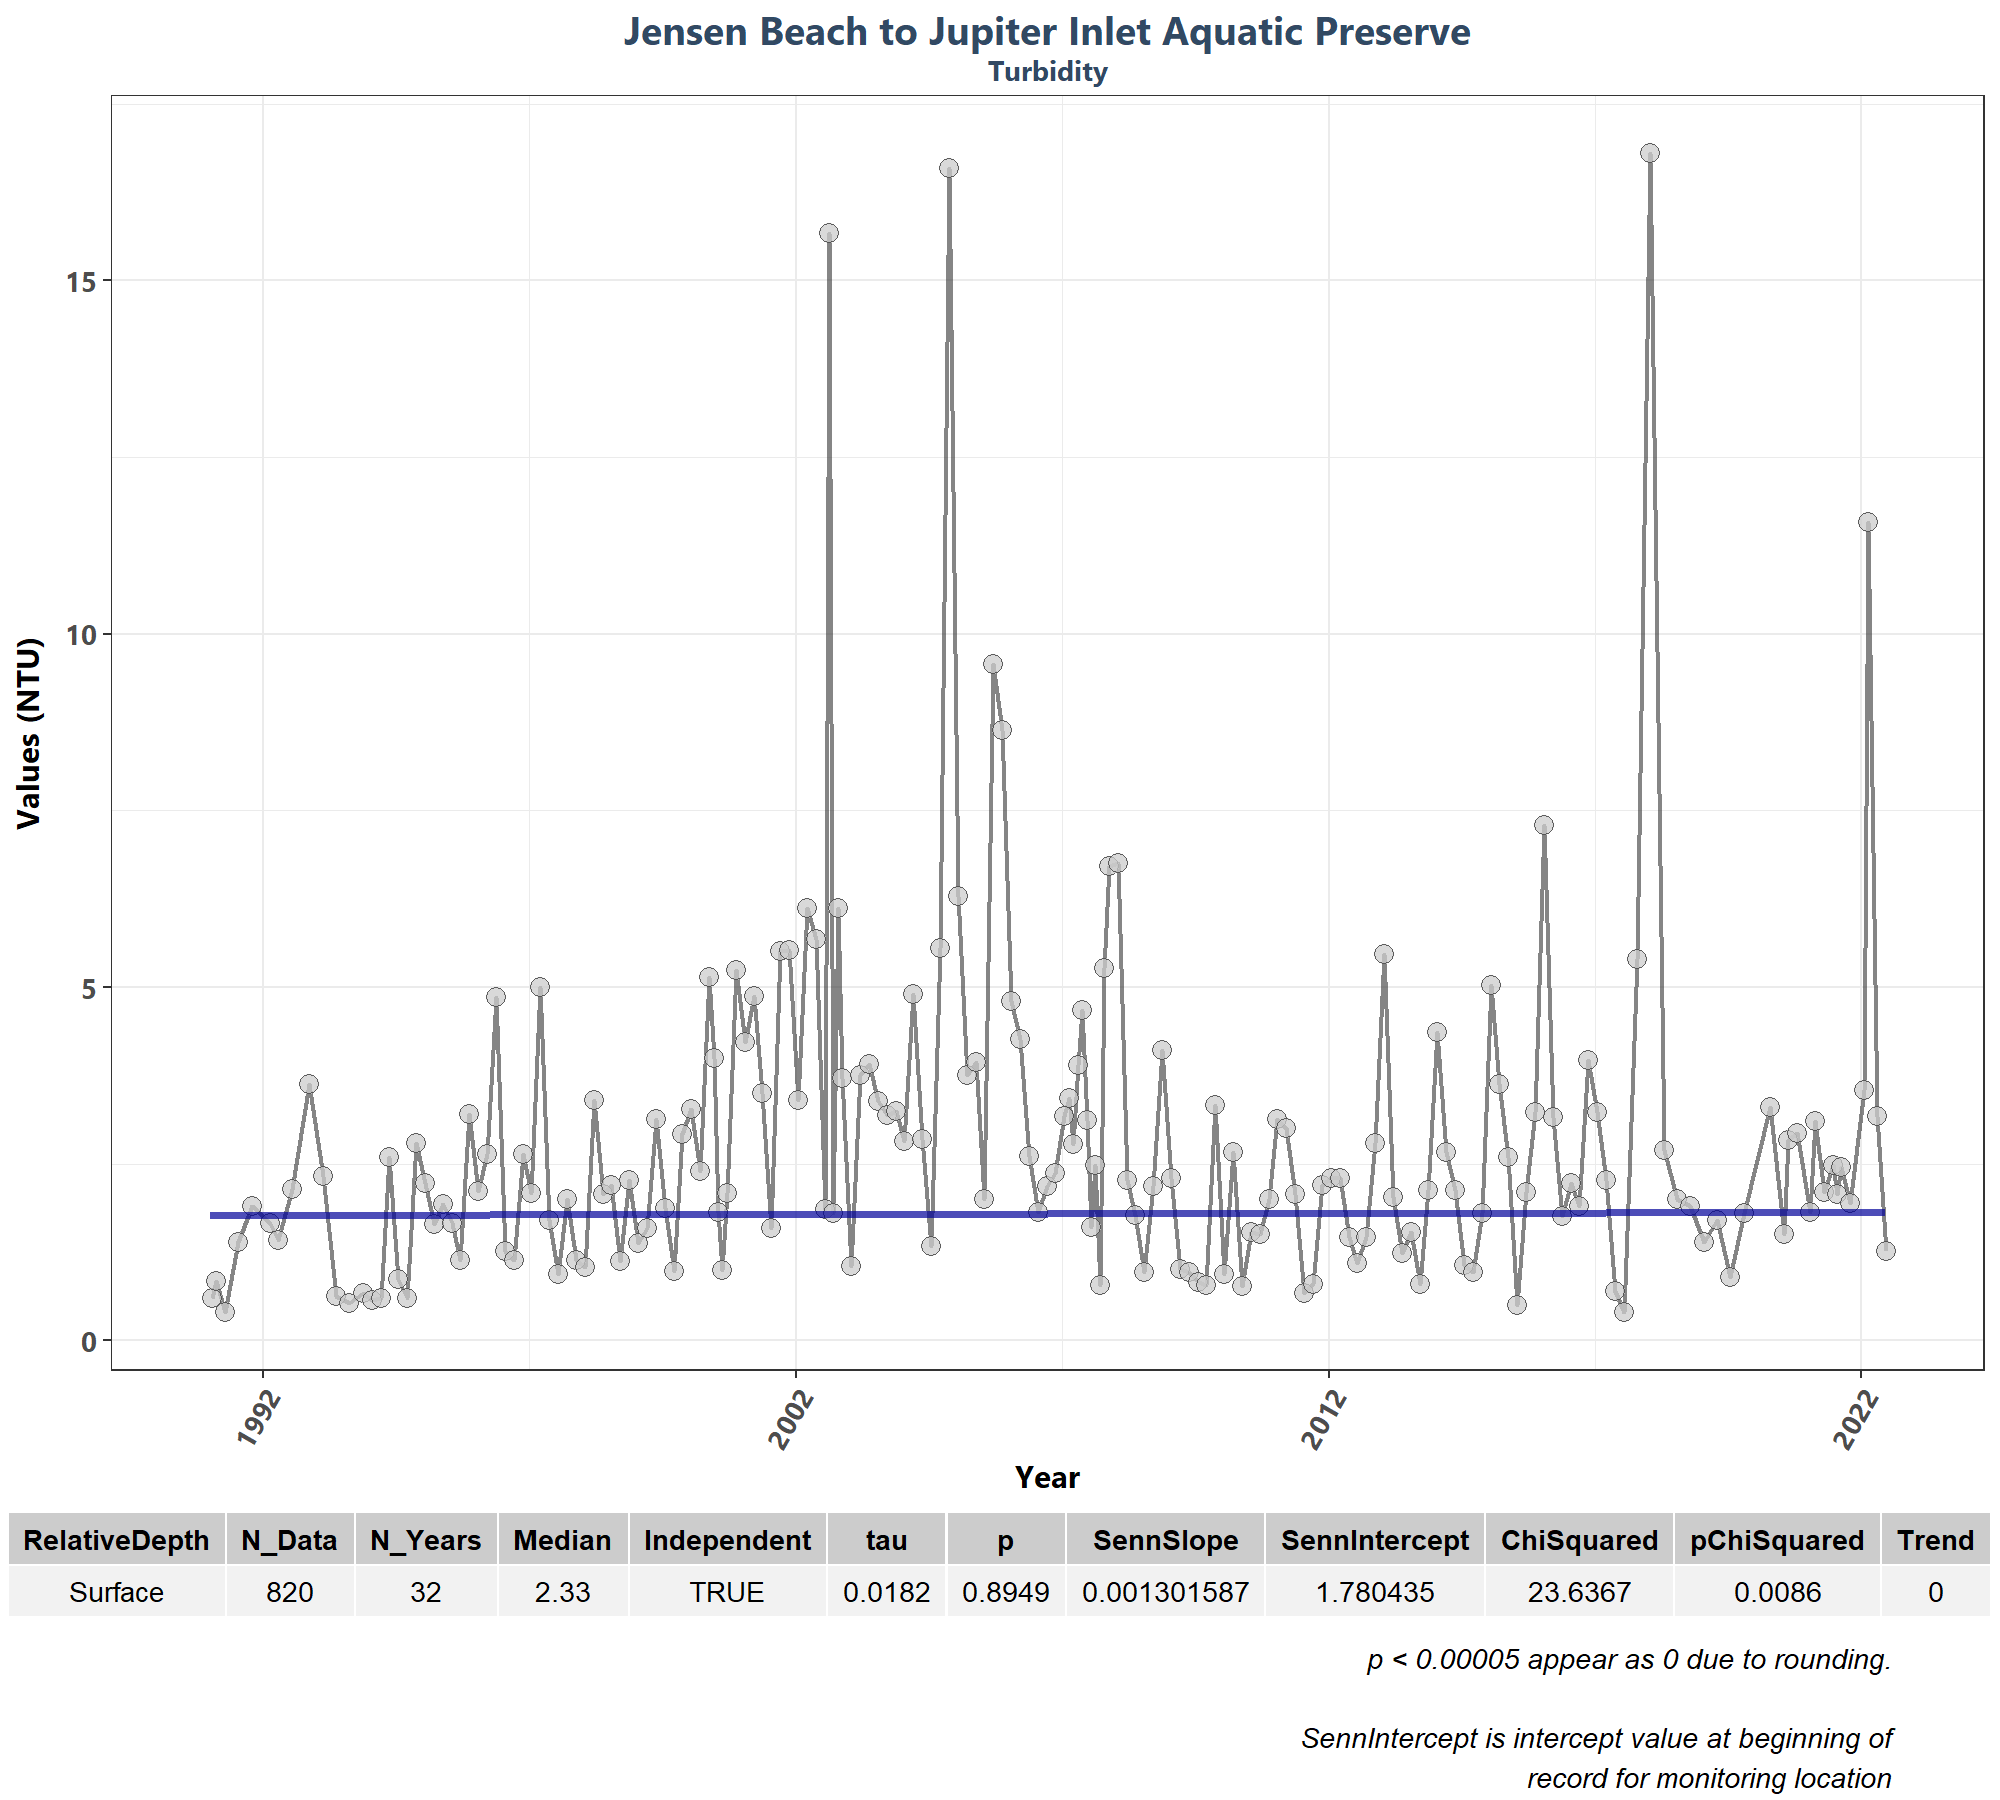 Jensen Beach to Jupiter Inlet Aquatic Preserve
Turbidity
Values (NTU)
15
10
5
0
1992 2002 2012 2022
Year
RelativeDepth N_Data N_Years Median Independent tau p SennSlope SennIntercept ChiSquared pChiSquared Trend
Surface 820 32 2.33 TRUE 0.0182 0.8949 0.001301587 1.780435 23.6367 0.0086 0
p < 0.00005 appear as 0 due to rounding.
SennIntercept is intercept value at beginning of
record for monitoring location